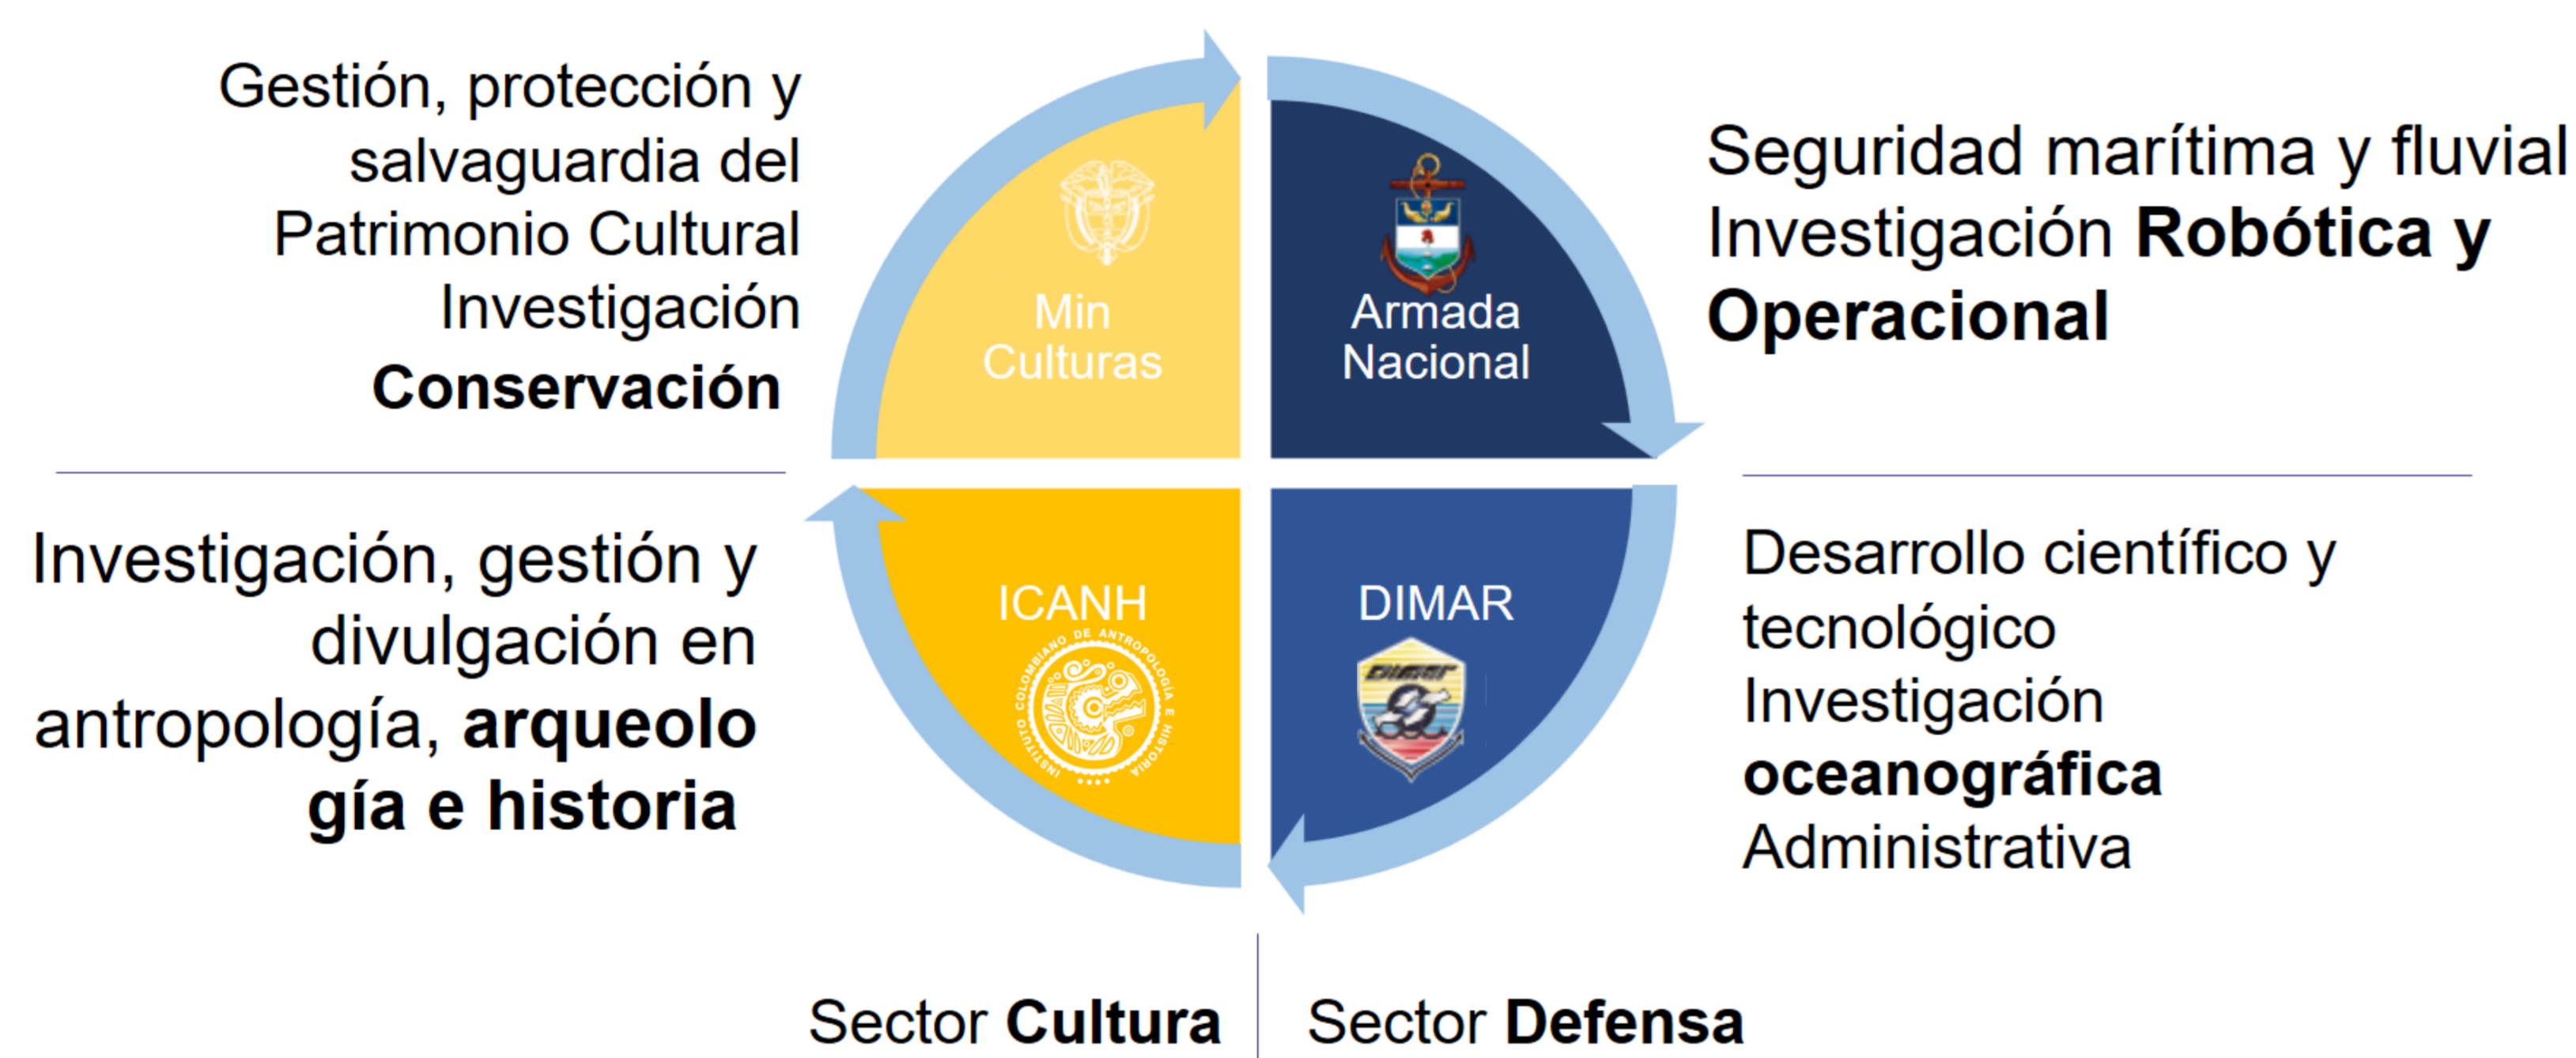 Gestión, protección y
salvaguardia del
Patrimonio Cultural
Investigación
Conservación
Min
Culturas
Armada
Nacional
Seguridad marítima y fluvial
Investigación Robótica y
Operacional
Investigación, gestión y
divulgación en
antropología, arqueolo
gía e historia
ICANH
INSTITUTO COLOMBIANO DE ANTROPOLOGÍA E HISTORIA
DIMAR
Dimar
Desarrollo científico y
tecnológico
Investigación
oceanográfica
Administrativa
Sector Cultura
Sector Defensa